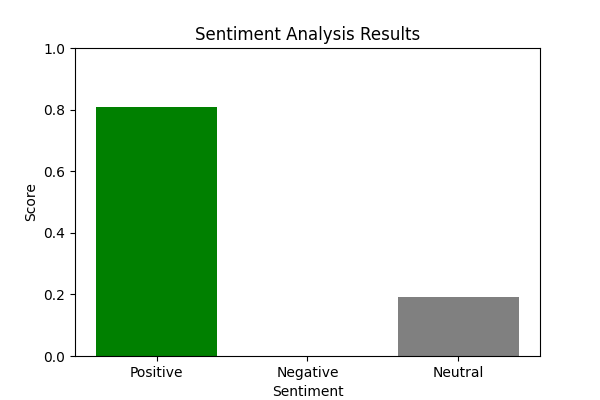 Sentiment Analysis Results
1.0
0.8
0.6
0.4
0.2
0.0
Score
Positive Negative Neutral
Sentiment